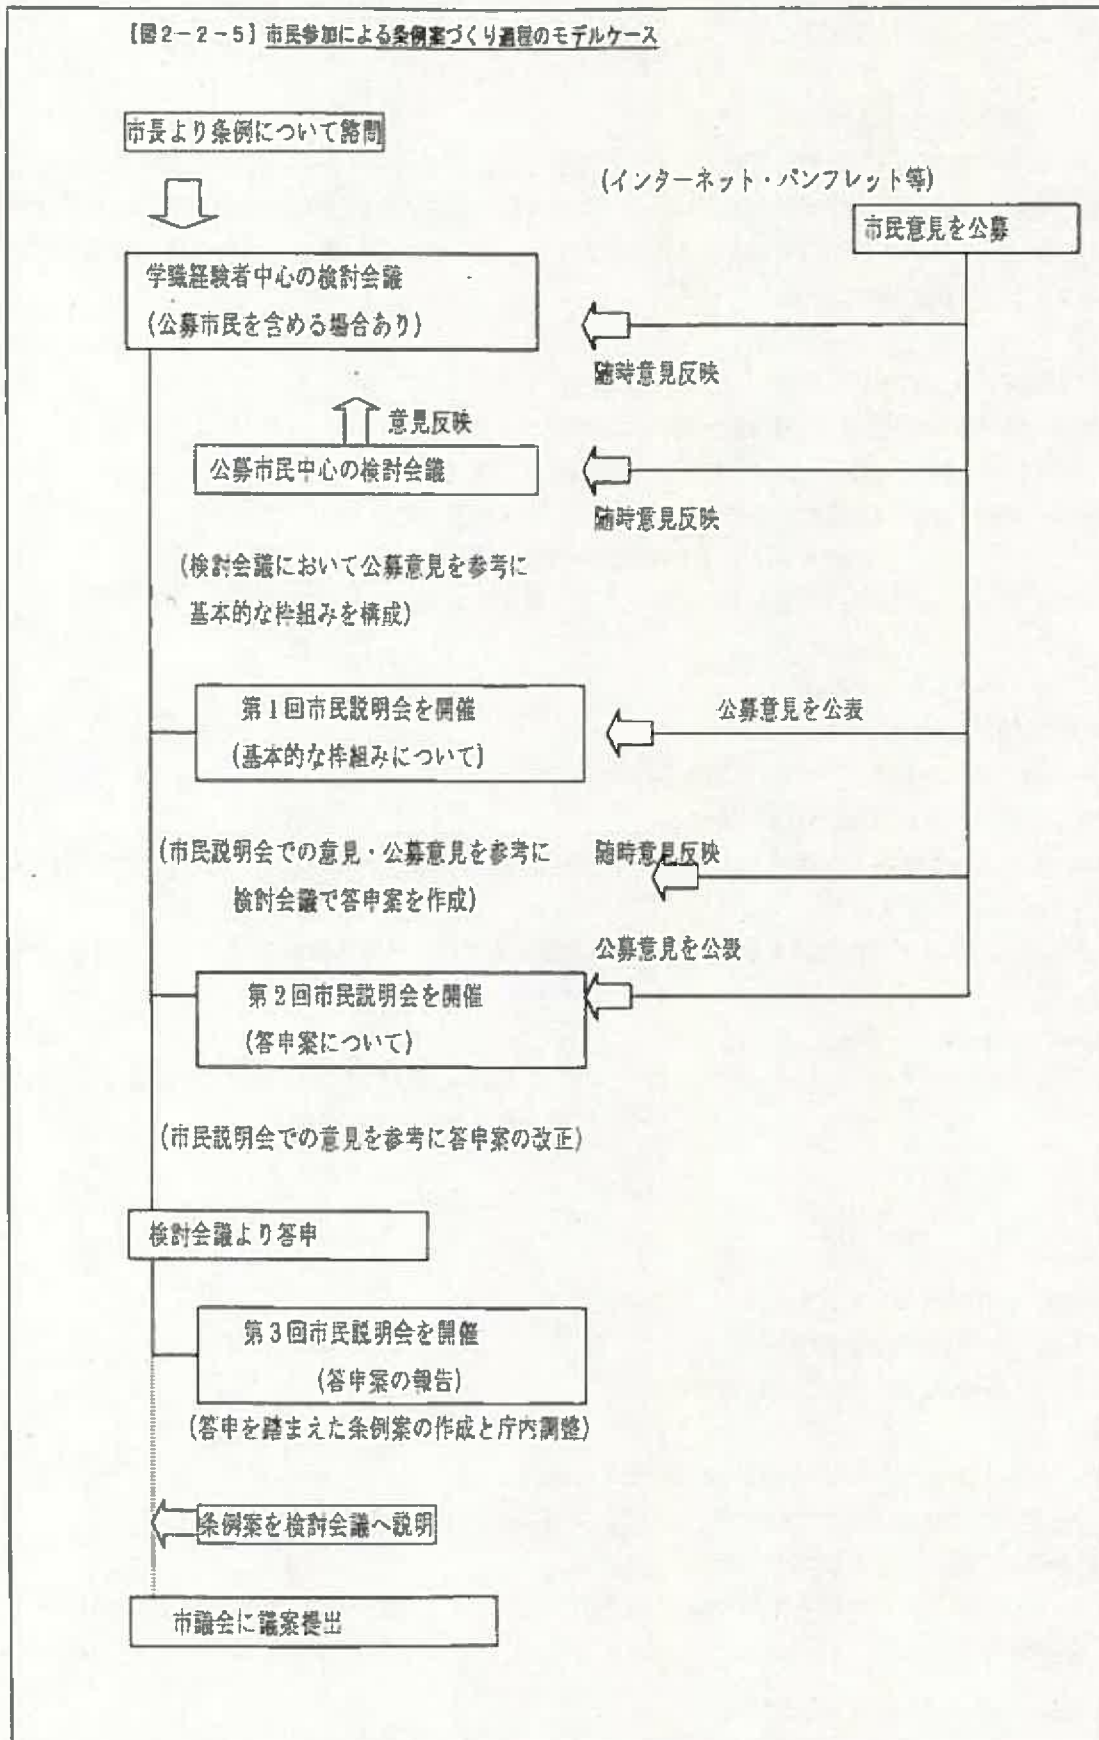 [図2-2-5] 市民参加による条例案づくり過程のモデルケース
市長より条例について諮問
(インターネット・パンフレット等)
市民意見を公募
学識経験者中心の検討会議
(公募市民を含める場合あり)
随時意見反映
意見反映
公募市民中心の検討会議
随時意見反映
(検討会議において公募意見を参考に
基本的な枠組みを構成)
第1回市民説明会を開催
(基本的な枠組みについて)
公募意見を公表
(市民説明会での意見・公募意見を参考に
検討会議で答申案を作成)
随時意見反映
公募意見を公表
第2回市民説明会を開催
(答申案について)
(市民説明会での意見を参考に答申案の改正)
検討会議より答申
第3回市民説明会を開催
(答申案の報告)
(答申を踏まえた条例案の作成と庁内調整)
条例案を検討会議へ説明
市議会に議案提出